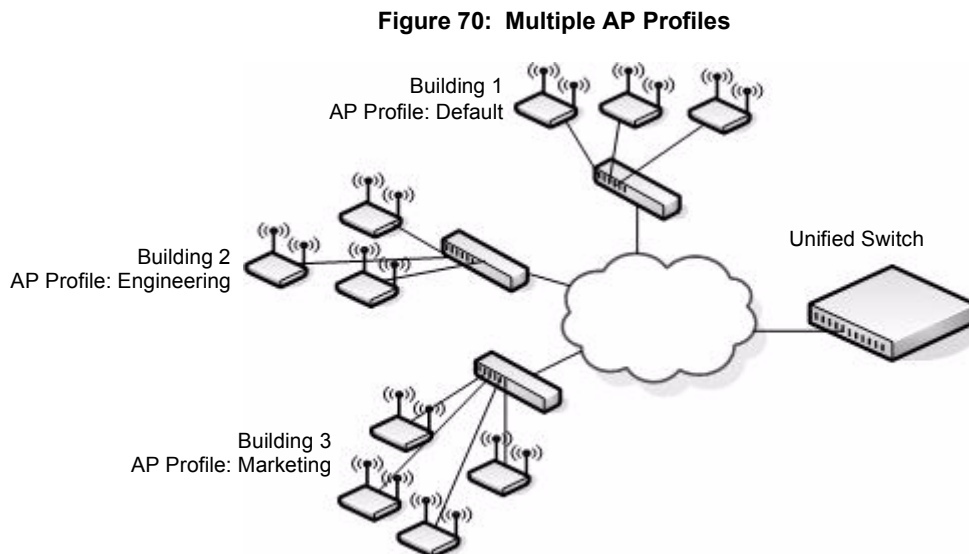 Figure 70: Multiple AP Profiles
Building 1
AP Profile: Default
Building 2
AP Profile: Engineering
Unified Switch
Building 3
AP Profile: Marketing